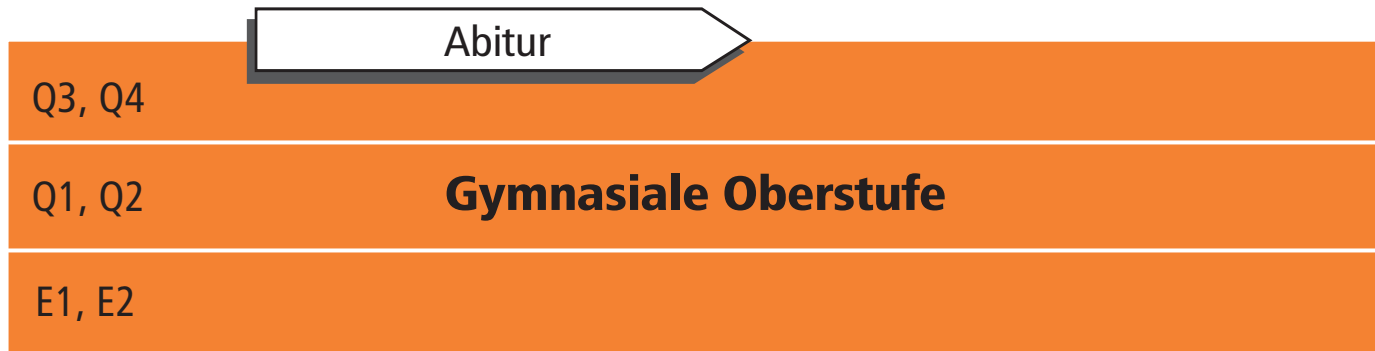 Abitur
Q3, Q4
Q1, Q2
Gymnasiale Oberstufe
E1, E2